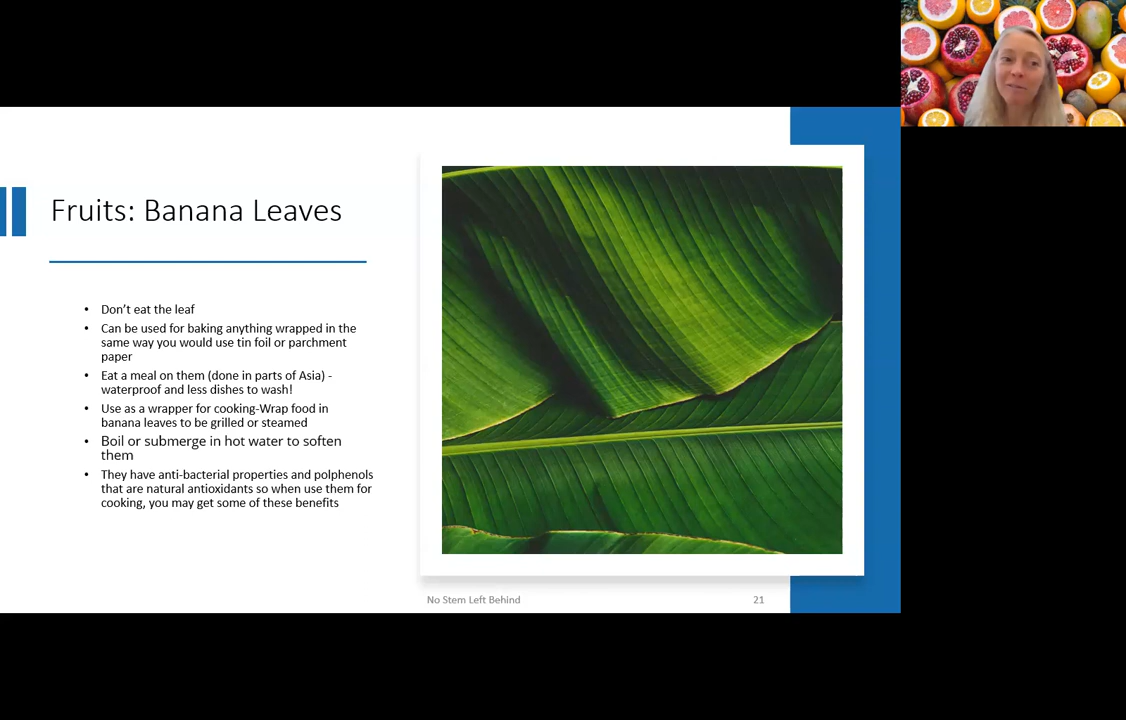 Fruits: Banana Leaves
• Don't eat the leaf
• Can be used for baking anything wrapped in the
same way you would use tin foil or parchment
paper
• Eat a meal on them (done in parts of Asia) -
waterproof and less dishes to wash!
• Use as a wrapper for cooking-Wrap food in
banana leaves to be grilled or steamed
• Boil or submerge in hot water to soften
them
• They have anti-bacterial properties and polphenols
that are natural antioxidants so when use them for
cooking, you may get some of these benefits
No Stem Left Behind
21